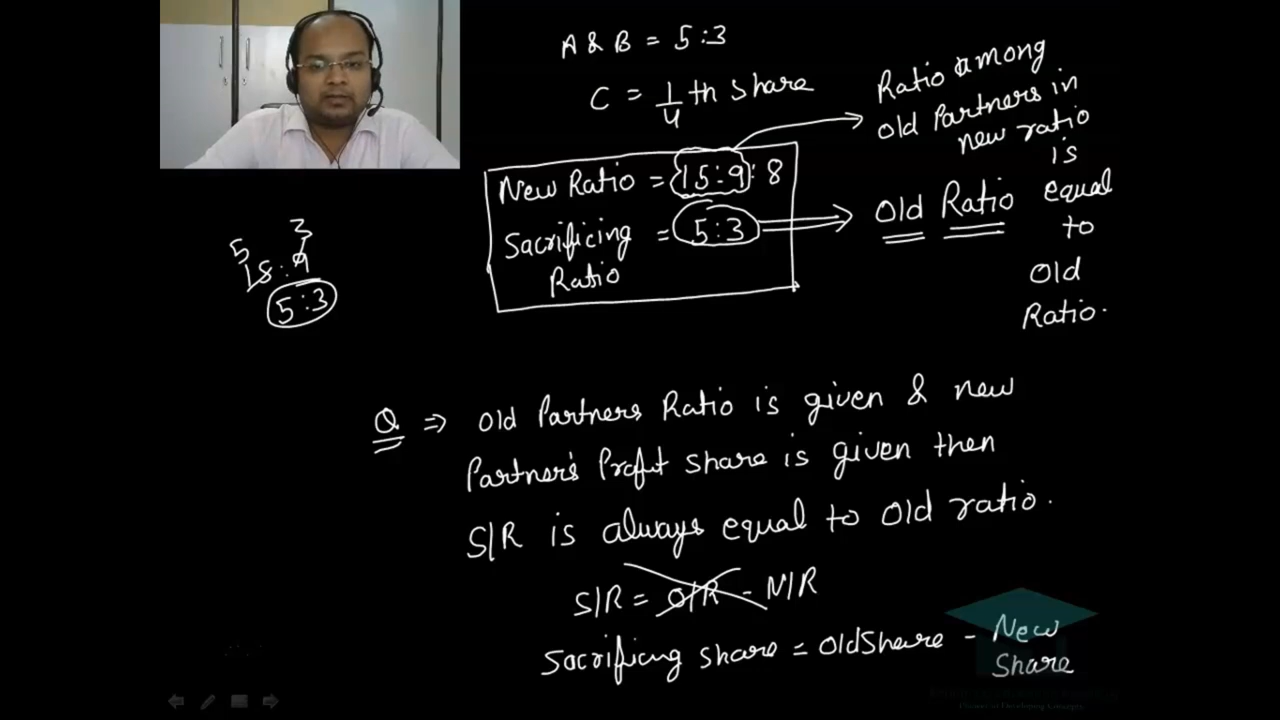 A & B = 5:3
C = 1/4 th share
New Ratio = 15:9:8
Sacrificing = 5:3
Ratio
Ratio among
old Partners in
new ratio
is
equal
to
Old
Ratio.
Old Ratio
5 3
15:9
5:3
Q ⇒ Old Partners Ratio is given & new
Partner's Profit share is given then
S/R is always equal to old ratio.
S/R = O/R - N/R
Sacrificing share = Old Share - New
Share